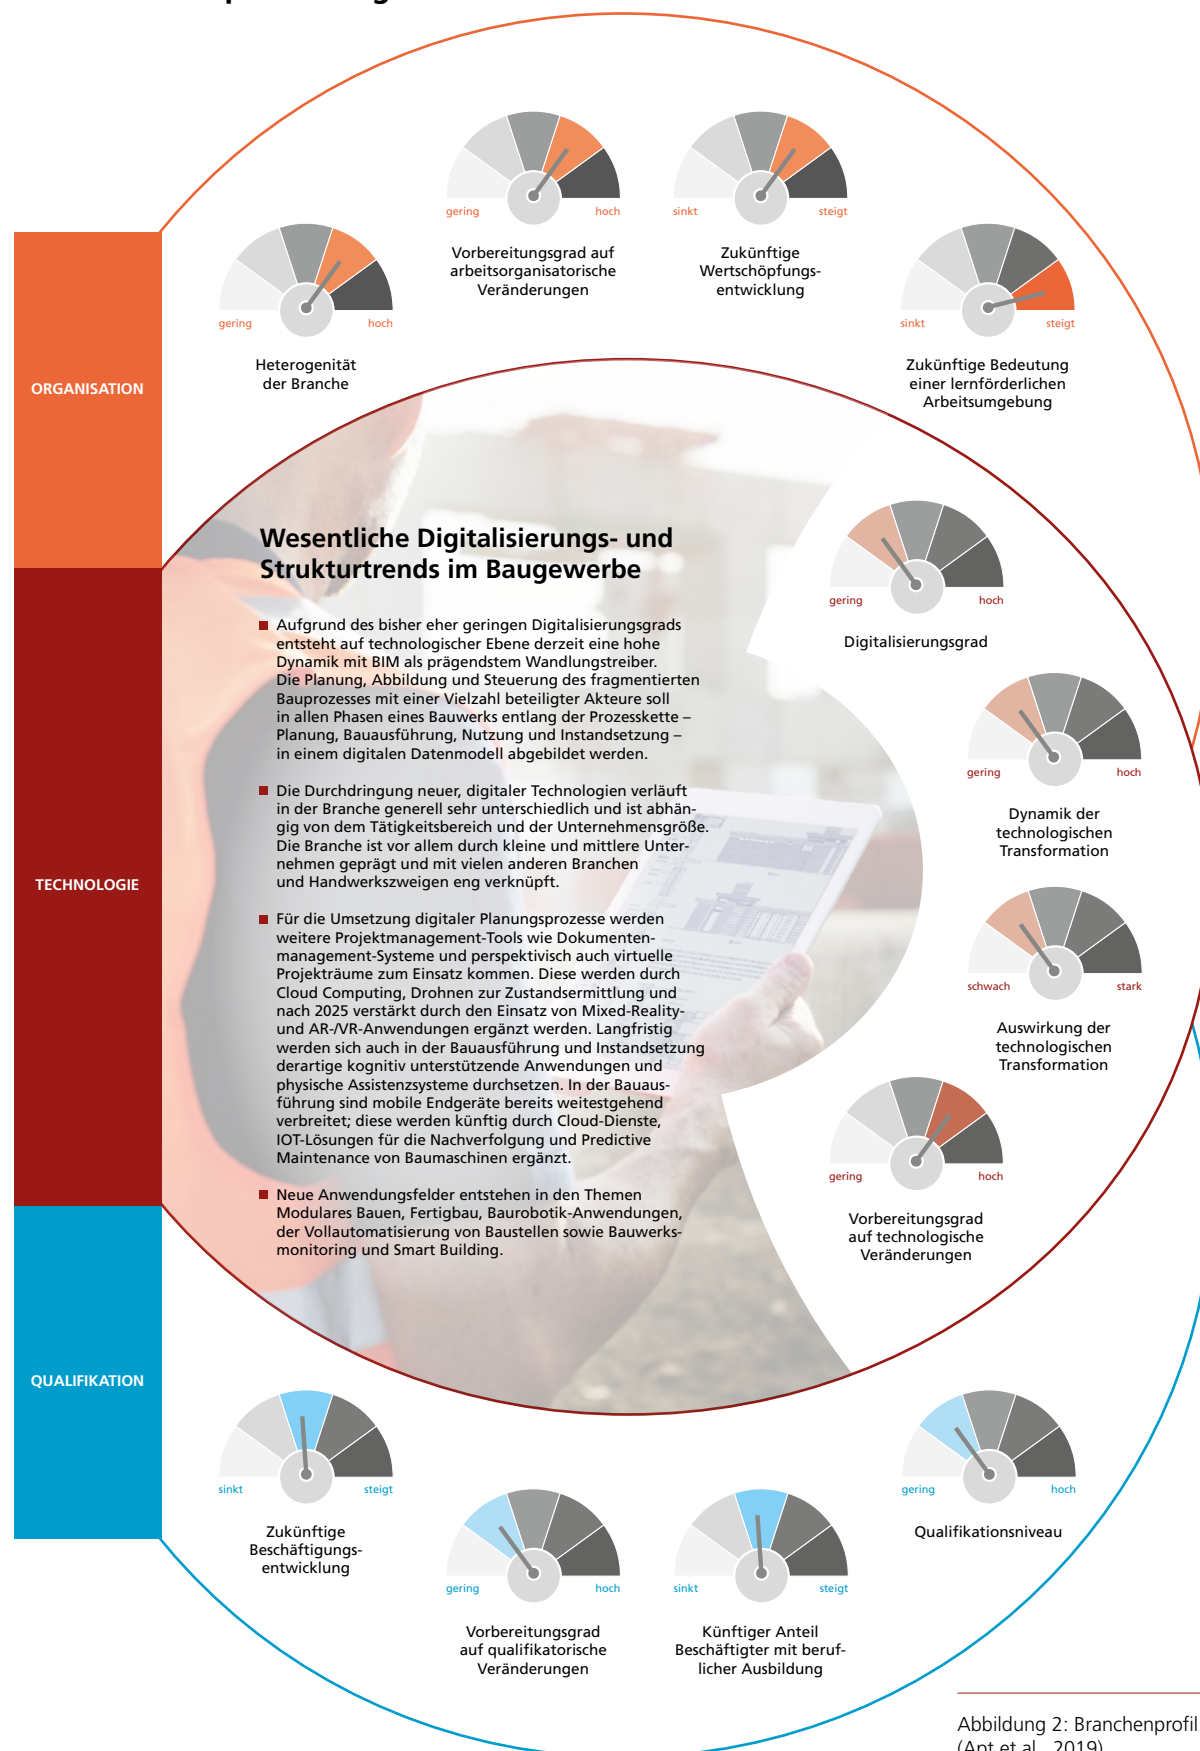 ORGANISATION
gering hoch
Heterogenität
der Branche
gering hoch
Vorbereitungsgrad auf
arbeitsorganisatorische
Veränderungen
sinkt steigt
Zukünftige
Wertschöpfungs-
entwicklung
sinkt steigt
Zukünftige Bedeutung
einer lernförderlichen
Arbeitsumgebung
TECHNOLOGIE
Wesentliche Digitalisierungs- und
Strukturtrends im Baugewerbe
Aufgrund des bisher eher geringen Digitalisierungsgrads
entsteht auf technologischer Ebene derzeit eine hohe
Dynamik mit BIM als prägendstem Wandlungstreiber.
Die Planung, Abbildung und Steuerung des fragmentierten
Bauprozesses mit einer Vielzahl beteiligter Akteure soll
in allen Phasen eines Bauwerks entlang der Prozesskette –
Planung, Bauausführung, Nutzung und Instandsetzung –
in einem digitalen Datenmodell abgebildet werden.
Die Durchdringung neuer, digitaler Technologien verläuft
in der Branche generell sehr unterschiedlich und ist abhän-
gig von dem Tätigkeitsbereich und der Unternehmensgröße.
Die Branche ist vor allem durch kleine und mittlere Unter-
nehmen geprägt und mit vielen anderen Branchen
und Handwerkszweigen eng verknüpft.
Für die Umsetzung digitaler Planungsprozesse werden
weitere Projektmanagement-Tools wie Dokumenten-
management-Systeme und perspektivisch auch virtuelle
Projekträume zum Einsatz kommen. Diese werden durch
Cloud Computing, Drohnen zur Zustandsermittlung und
nach 2025 verstärkt durch den Einsatz von Mixed-Reality-
und AR-/VR-Anwendungen ergänzt werden. Langfristig
werden sich auch in der Bauausführung und Instandsetzung
derartige kognitiv unterstützende Anwendungen und
physische Assistenzsysteme durchsetzen. In der Bauaus-
führung sind mobile Endgeräte bereits weitestgehend
verbreitet; diese werden künftig durch Cloud-Dienste,
IOT-Lösungen für die Nachverfolgung und Predictive
Maintenance von Baumaschinen ergänzt.
Neue Anwendungsfelder entstehen in den Themen
Modulares Bauen, Fertigbau, Baurobotik-Anwendungen,
der Vollautomatisierung von Baustellen sowie Bauwerks-
monitoring und Smart Building.
gering hoch
Digitalisierungsgrad
gering hoch
Dynamik der
technologischen
Transformation
schwach stark
Auswirkung der
technologischen
Transformation
gering hoch
Vorbereitungsgrad
auf technologische
Veränderungen
QUALIFIKATION
sinkt steigt
Zukünftige
Beschäftigungs-
entwicklung
gering hoch
Vorbereitungsgrad
auf qualifikatorische
Veränderungen
sinkt steigt
Künftiger Anteil
Beschäftigter mit beruf-
licher Ausbildung
gering hoch
Qualifikationsniveau
Abbildung 2: Branchenprofil
(Apt et al., 2019)